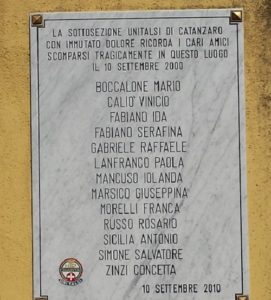 LA SOTTOSEZIONE UNITALSI DI CATANZARO
CON IMMUTATO DOLORE RICORDA I CARI AMICI
SCOMPARSI TRAGICAMENTE IN QUESTO LUOGO
IL 10 SETTEMBRE 2000
BOCCALONE MARIO
CALIO' VINICIO
FABIANO IDA
FABIANO SERAFINA
GABRIELE RAFFAELE
LANFRANCO PAOLA
MANCUSO IOLANDA
MARSICO GIUSEPPINA
MORELLI FRANCA
RUSSO ROSARIO
SICILIA ANTONIO
SIMONE SALVATORE
ZINZI CONCETTA
10 SETTEMBRE 2010